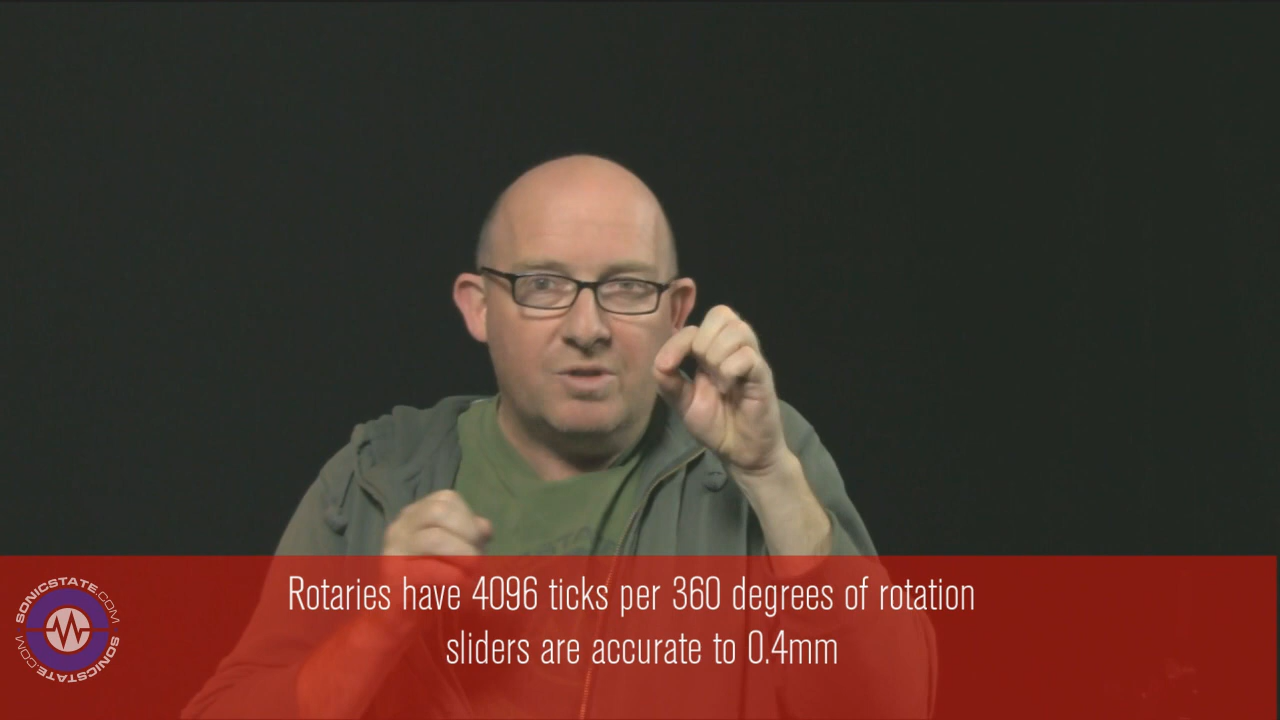 Rotaries have 4096 ticks per 360 degrees of rotation
sliders are accurate to 0.4mm
SONICSTATE.COM
SONICSTATE.COM